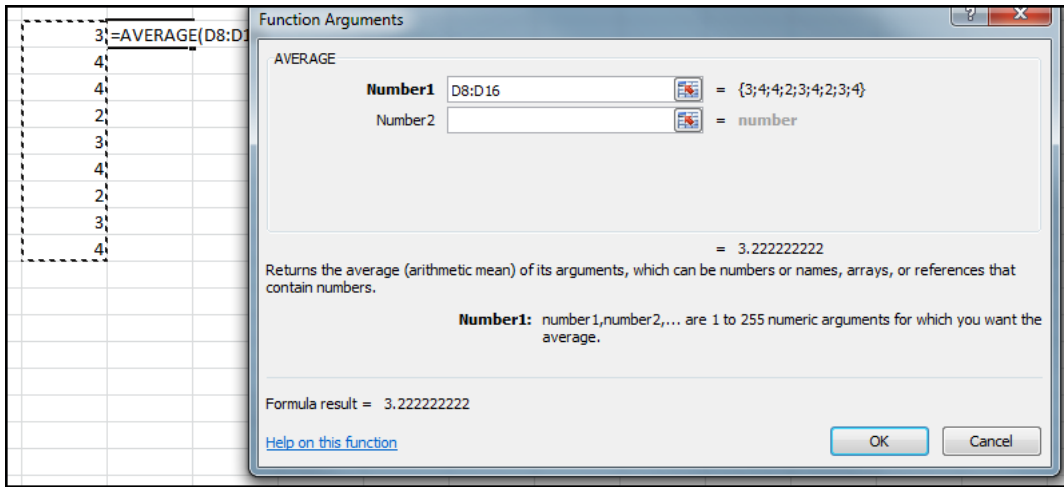 Function Arguments
3 =AVERAGE(D8:D1
4
4
2
3
4
2
3
4
AVERAGE
Number1 D8:D16 = {3;4;4;2;3;4;2;3;4}
Number2 = number
= 3.222222222
Returns the average (arithmetic mean) of its arguments, which can be numbers or names, arrays, or references that
contain numbers.
Number1: number1,number2,... are 1 to 255 numeric arguments for which you want the
average.
Formula result = 3.222222222
Help on this function
OK
Cancel